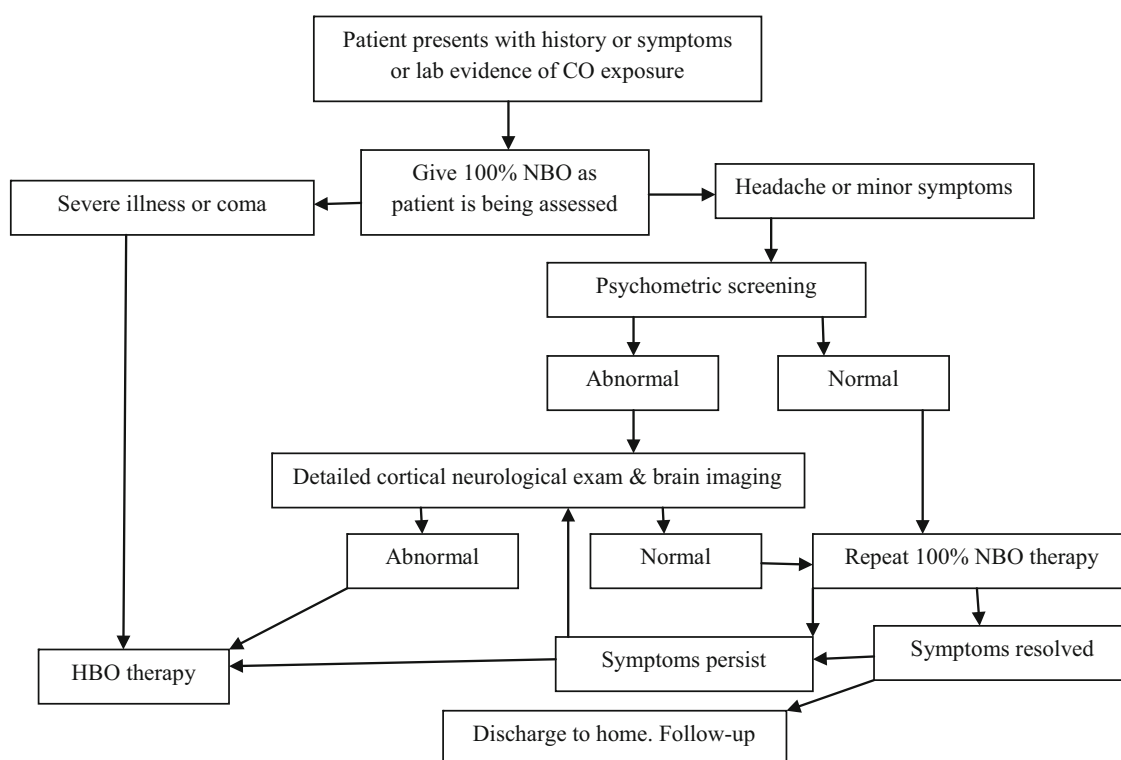 Patient presents with history or symptoms
or lab evidence of CO exposure
Give 100% NBO as
patient is being assessed
Severe illness or coma
Headache or minor symptoms
Psychometric screening
Abnormal
Normal
Detailed cortical neurological exam & brain imaging
Abnormal
Normal
Repeat 100% NBO therapy
HBO therapy
Symptoms persist
Symptoms resolved
Discharge to home. Follow-up